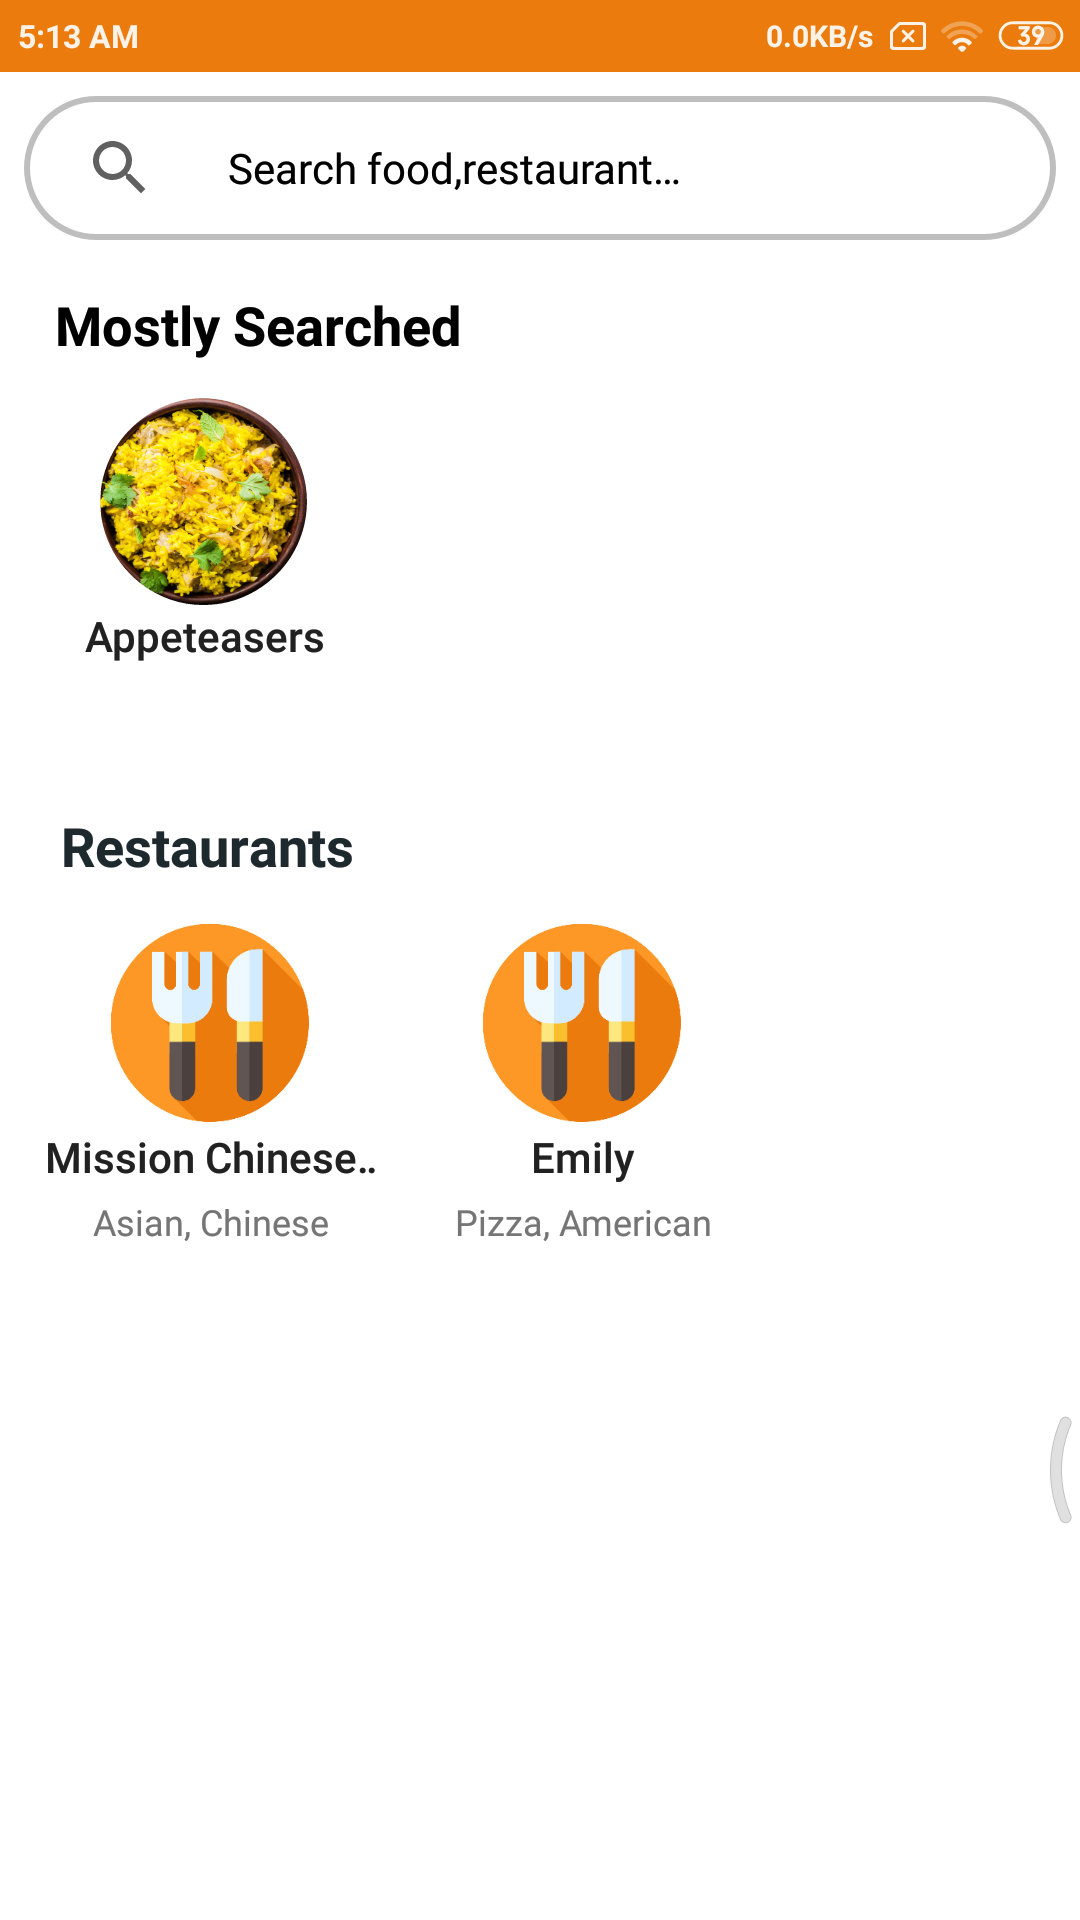 5:13 AM 0.0KB/s 39
Search food,restaurant...
Mostly Searched
Appeteasers
Restaurants
Mission Chinese.. Emily
Asian, Chinese Pizza, American